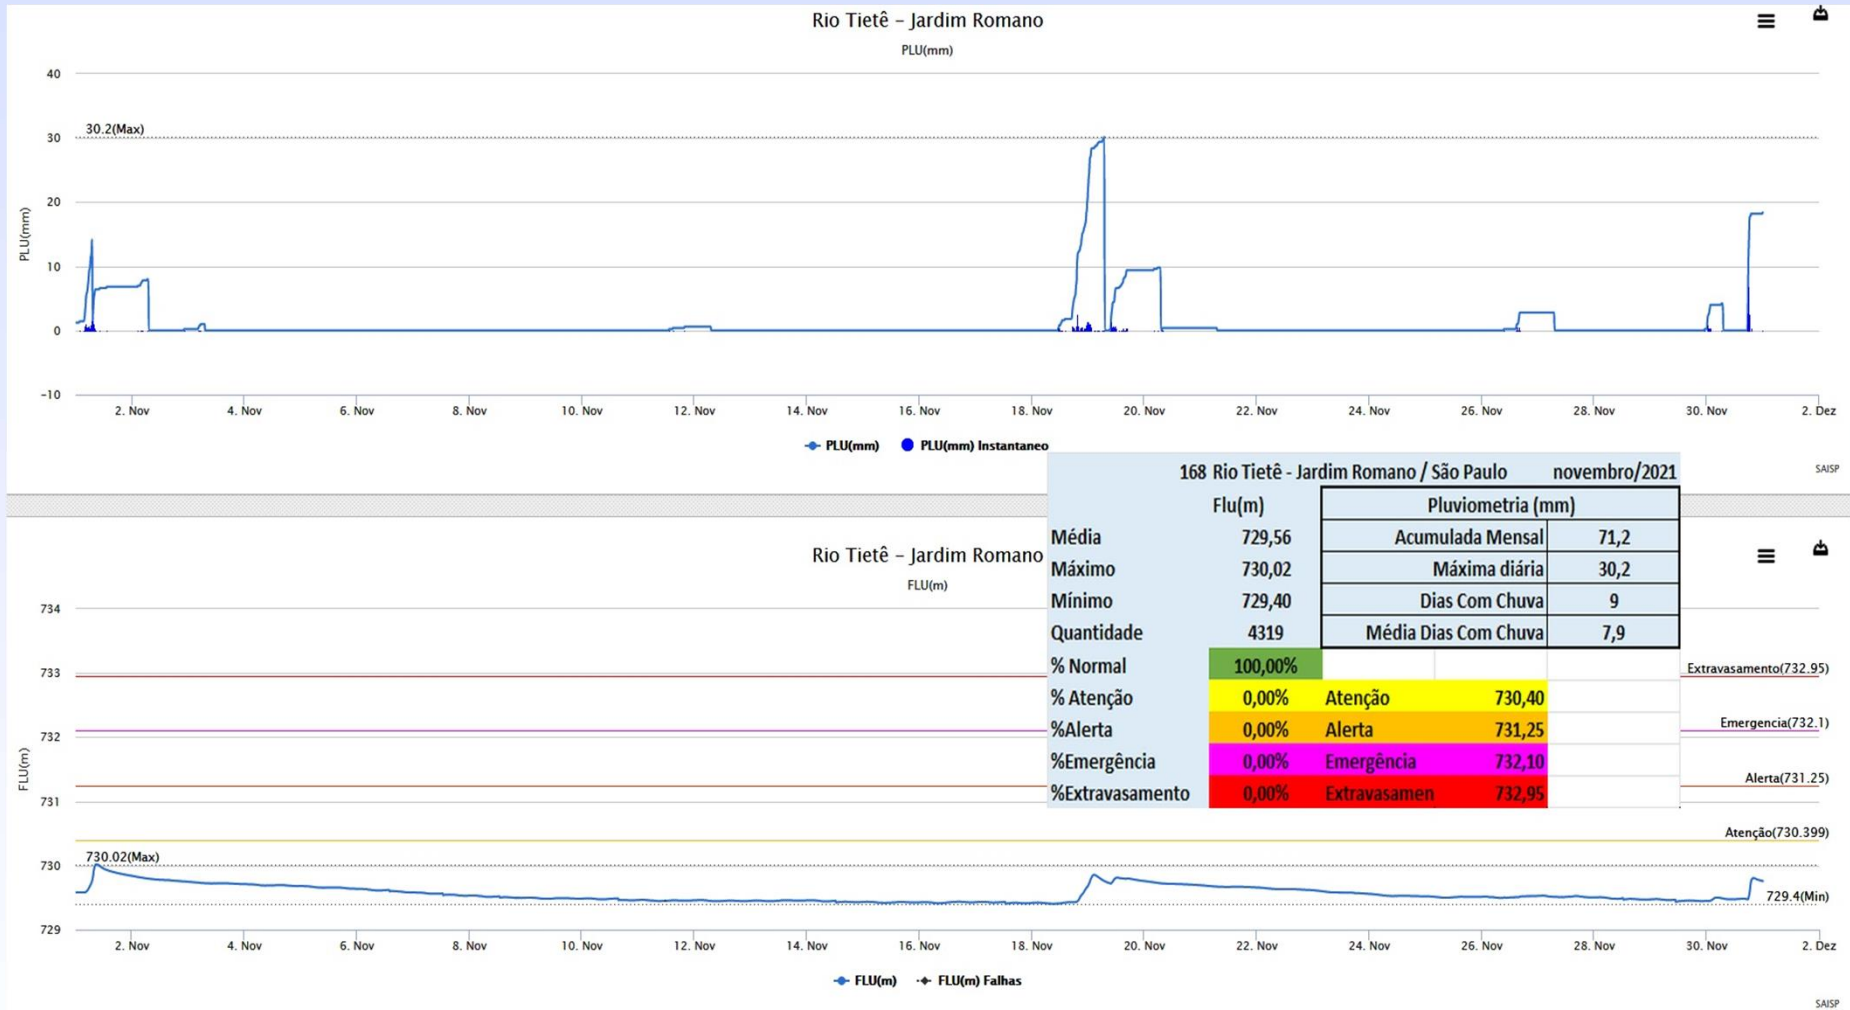 Rio Tietê – Jardim Romano
PLU(mm)
40
30.2(Max)
30
20
10
0
-10
PLU(mm)
2. Nov 4. Nov 6. Nov 8. Nov 10. Nov 12. Nov 14. Nov 16. Nov 18. Nov 20. Nov 22. Nov 24. Nov 26. Nov 28. Nov 30. Nov 2. Dez
PLU(mm) PLU(mm) Instantaneo
SAISP
168 Rio Tietê - Jardim Romano / São Paulo novembro/2021
Flu(m) Pluviometria (mm)
Média 729,56 Acumulada Mensal 71,2
Máximo 730,02 Máxima diária 30,2
Mínimo 729,40 Dias Com Chuva 9
Quantidade 4319 Média Dias Com Chuva 7,9
% Normal 100,00%
% Atenção 0,00% Atenção 730,40
%Alerta 0,00% Alerta 731,25
%Emergência 0,00% Emergência 732,10
%Extravasamento 0,00% Extravasamen 732,95
Rio Tietê – Jardim Romano
FLU(m)
734
733
732
731
730
729
FLU(m)
Extravasamento(732.95)
Emergencia(732.1)
Alerta(731.25)
Atenção(730.399)
730.02(Max)
729.4(Min)
2. Nov 4. Nov 6. Nov 8. Nov 10. Nov 12. Nov 14. Nov 16. Nov 18. Nov 20. Nov 22. Nov 24. Nov 26. Nov 28. Nov 30. Nov 2. Dez
FLU(m) FLU(m) Falhas
SAISP